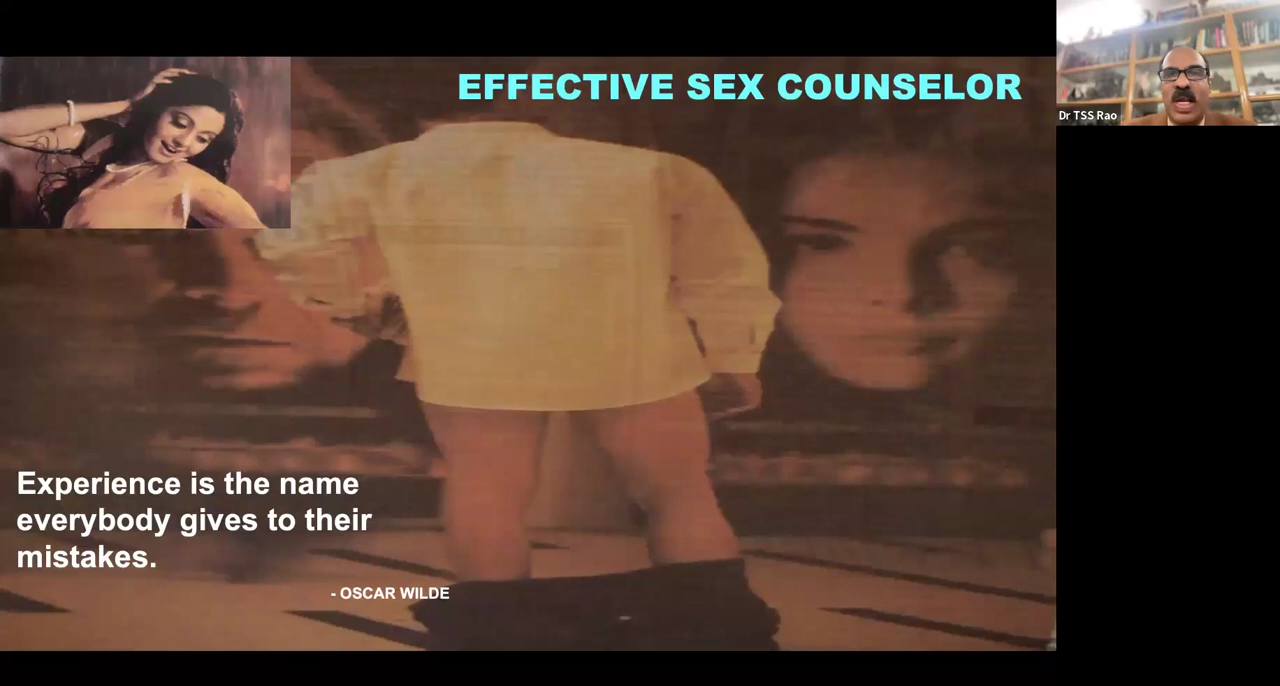 EFFECTIVE SEX COUNSELOR
Dr TSS Rao
Experience is the name
everybody gives to their
mistakes.
- OSCAR WILDE